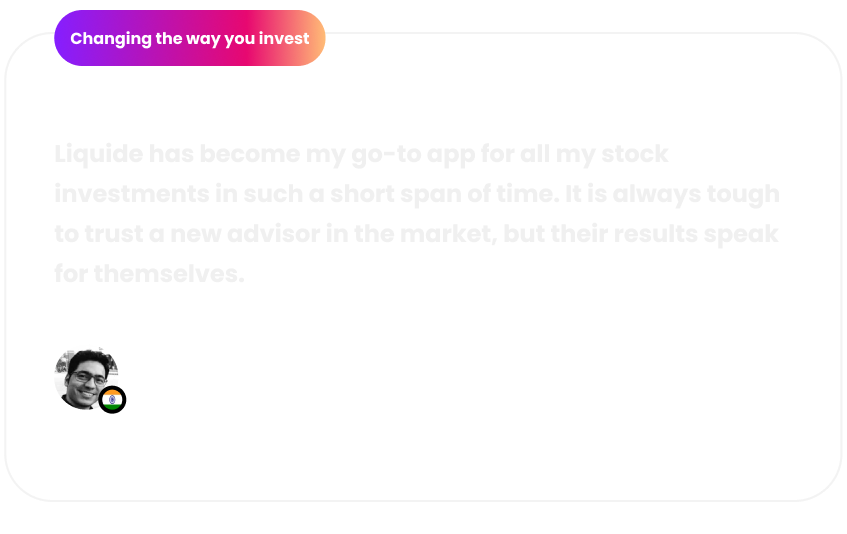 Changing the way you invest
Liquide has become my go-to app for all my stock
investments in such a short span of time. It is always tough
to trust a new advisor in the market, but their results speak
for themselves.